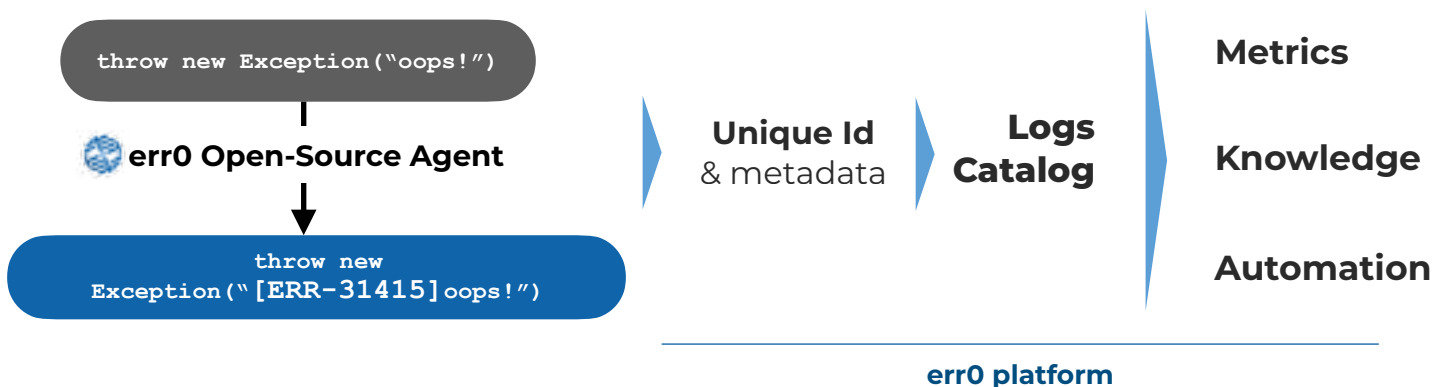 throw new Exception(“oops!”)
err0 Open-Source Agent
throw new
Exception(“[ERR-31415]oops!”)
Unique Id
& metadata
Logs
Catalog
Metrics
Knowledge
Automation
err0 platform